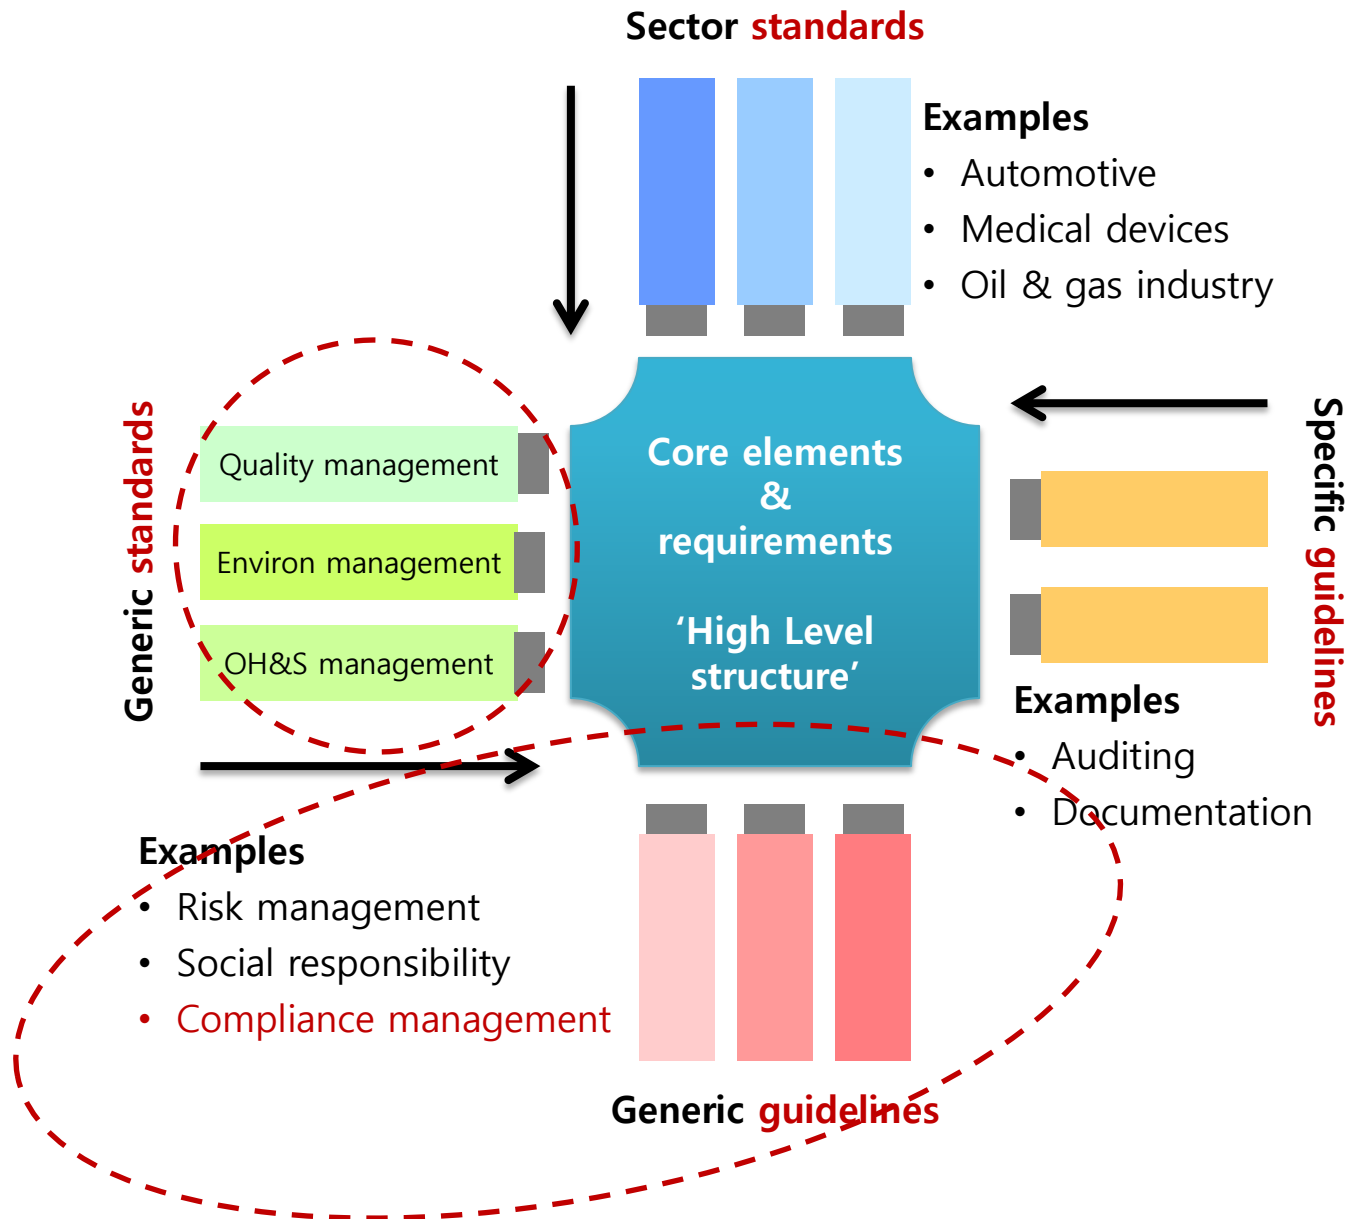 Sector standards
Examples
• Automotive
• Medical devices
• Oil & gas industry
Generic standards
Quality management
Environ management
OH&S management
Core elements
&
requirements
‘High Level
structure’
Specific guidelines
Examples
• Auditing
• Documentation
Examples
• Risk management
• Social responsibility
• Compliance management
Generic guidelines